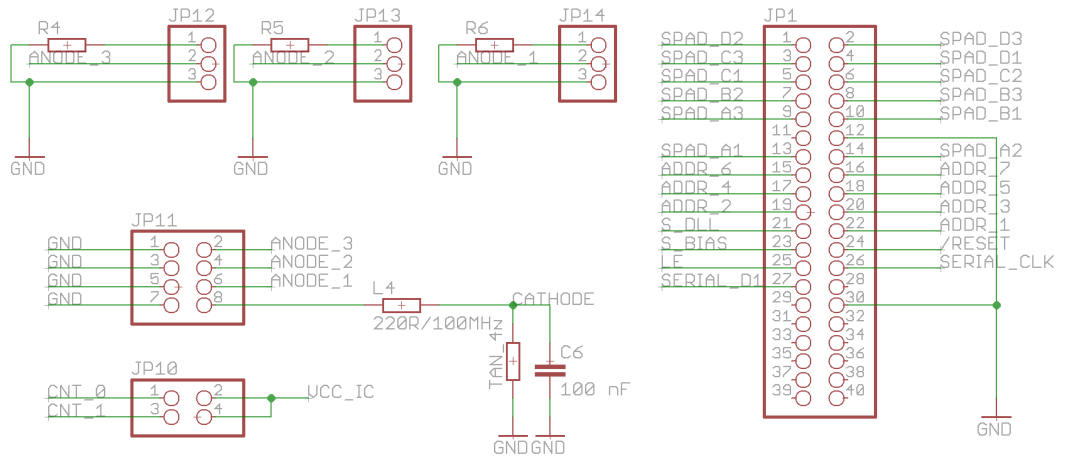 R4 JP12 R5 JP13 R6 JP14 JP1
ANODE_3 1 2 3 ANODE_2 1 2 3 ANODE_1 1 2 3
GND GND GND
SPAD_D2 1 2 SPAD_D3
SPAD_C3 3 4 SPAD_D1
SPAD_C1 5 6 SPAD_C2
SPAD_B2 7 8 SPAD_B3
SPAD_A3 9 10 SPAD_B1
11 12
SPAD_A1 13 14 SPAD_A2
ADDR_6 15 16 ADDR_7
ADDR_4 17 18 ADDR_5
ADDR_2 19 20 ADDR_3
S_DLL 21 22 ADDR_1
S_BIAS 23 24 /RESET
LE 25 26 SERIAL_CLK
SERIAL_D1 27 28
29 30
31 32
33 34
35 36
37 38
39 40
GND
JP11
GND 1 2 ANODE_3
GND 3 4 ANODE_2
GND 5 6 ANODE_1
GND 7 8
L4
220R/100MHz
CATHODE
TAN_4
C6
100 nF
GND GND
JP10
CNT_0 1 2 VCC_IC
CNT_1 3 4